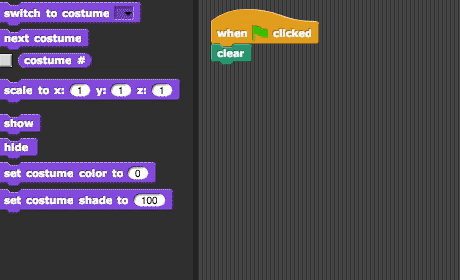 switch to costume
next costume
costume #
scale to x: 1 y: 1 z: 1
show
hide
set costume color to 0
set costume shade to 100
when clicked
clear